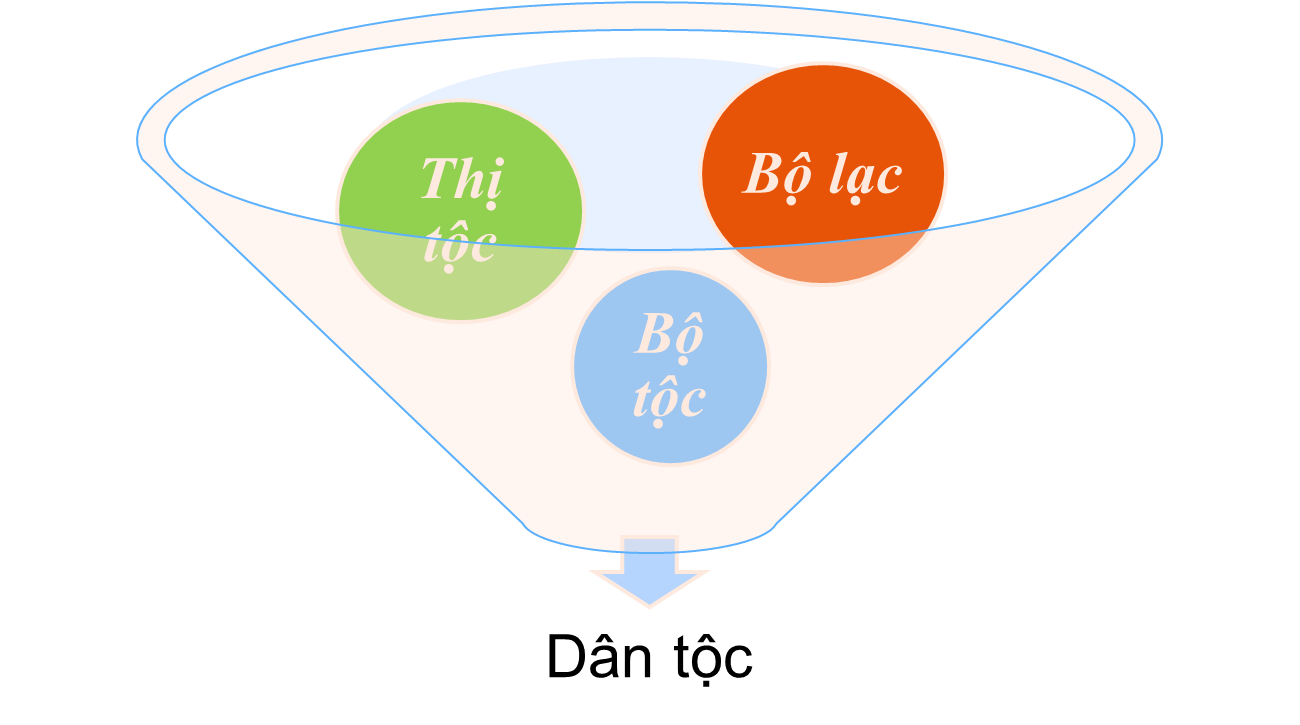 Thị
tộc
Bộ lạc
Bộ
tộc
Dân tộc